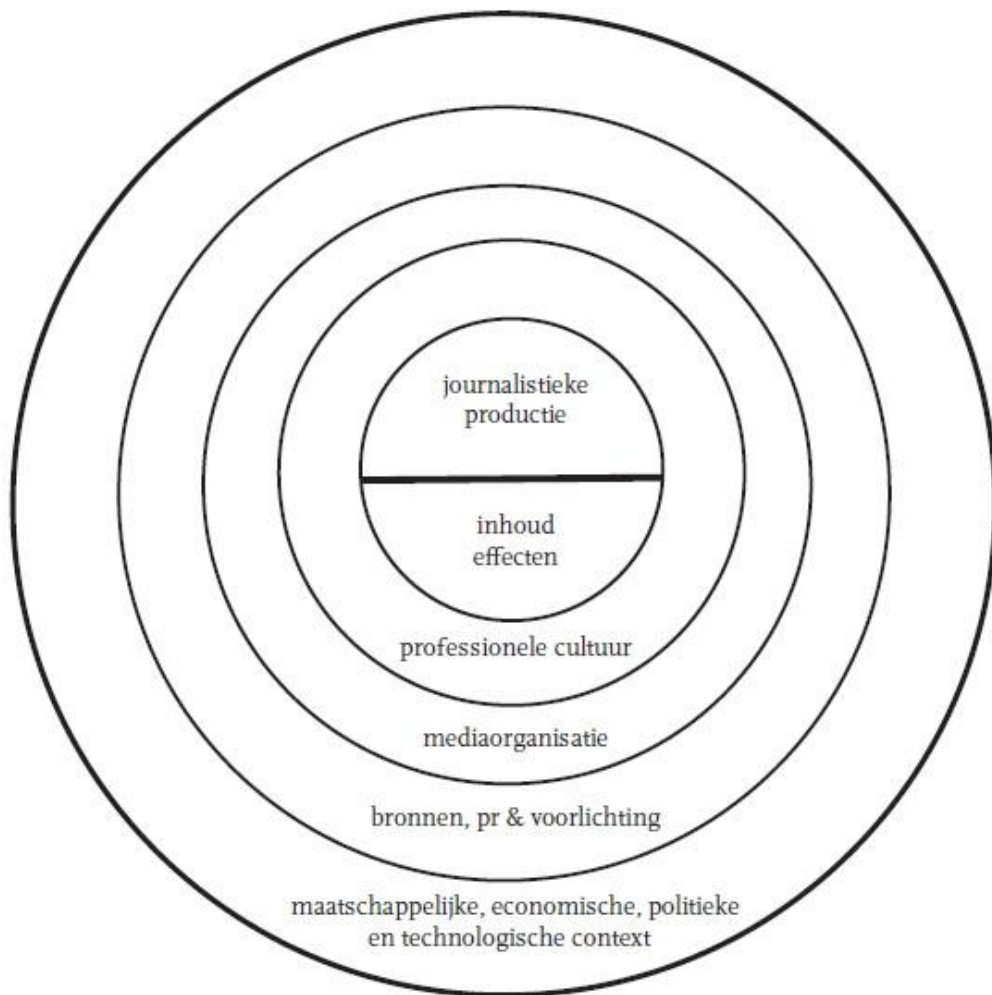 journalistieke
productie
inhoud
effecten
professionele cultuur
mediaorganisatie
bronnen, pr & voorlichting
maatschappelijke, economische, politieke
en technologische context